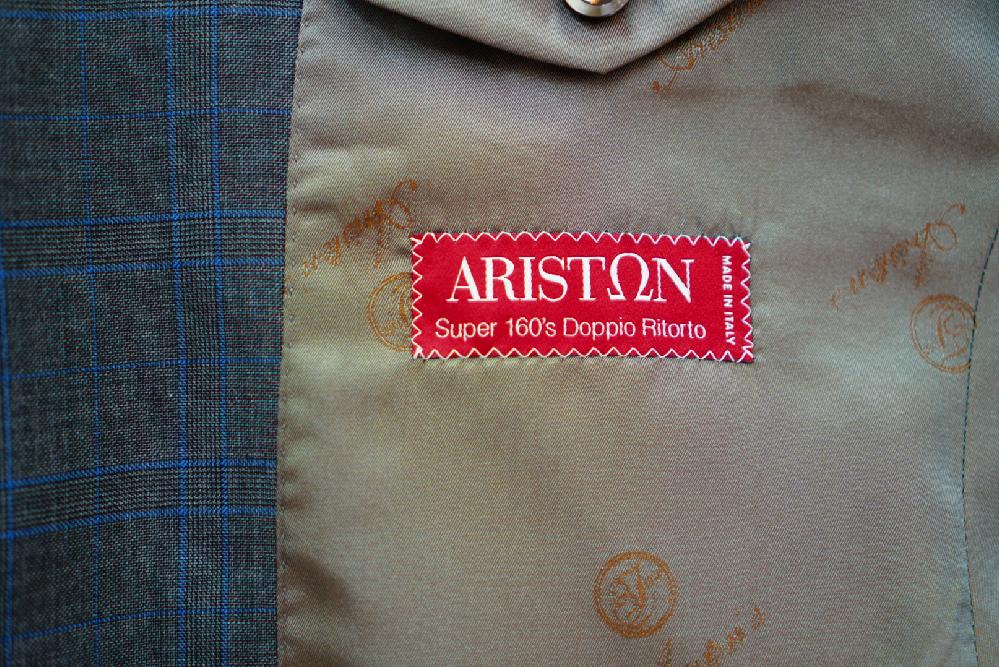 ARISTΩN
Super 160's Doppio Ritorto
MADE IN ITALY